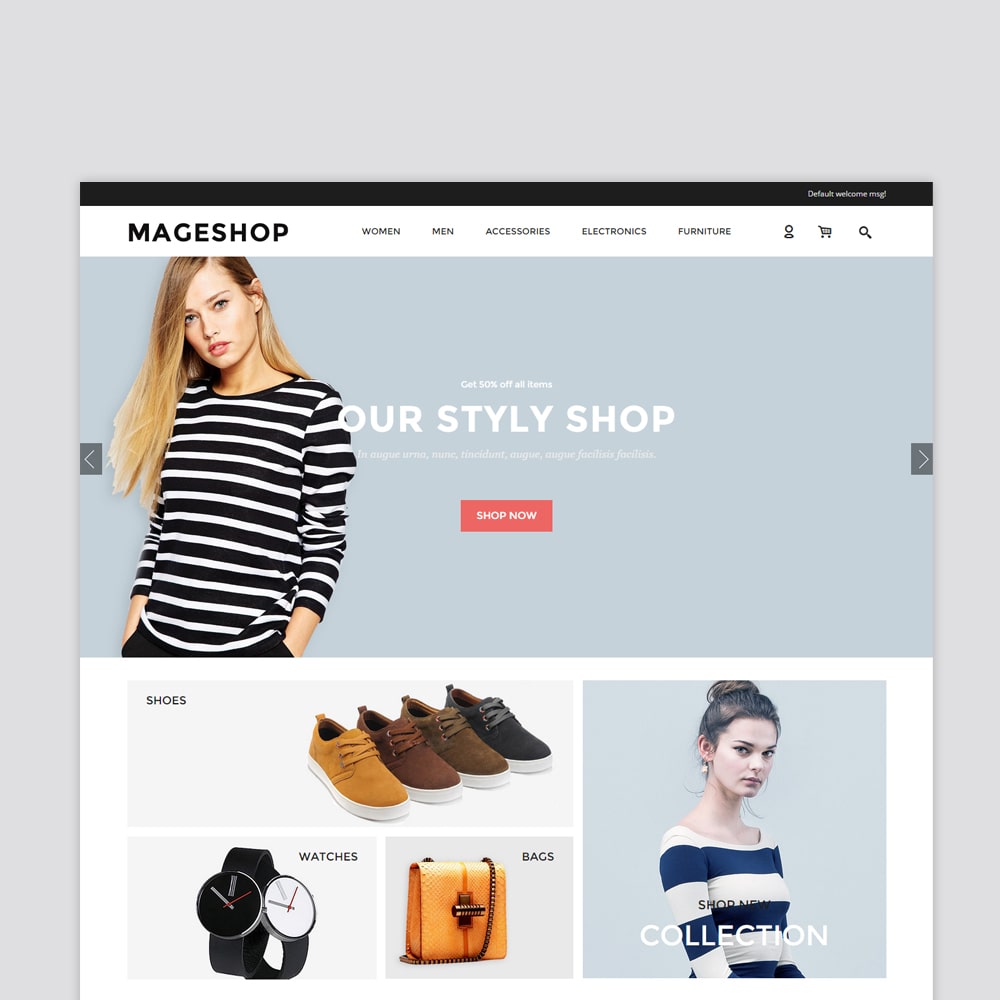 Default welcome msg!
MAGESHOP
WOMEN MEN ACCESSORIES ELECTRONICS FURNITURE
Get 50% off all items
OUR STYLY SHOP
In augue urna, nunc, tincidunt, augue, augue facilisis facilisis.
SHOP NOW
SHOES
WATCHES
BAGS
SHOP NEW
COLLECTION